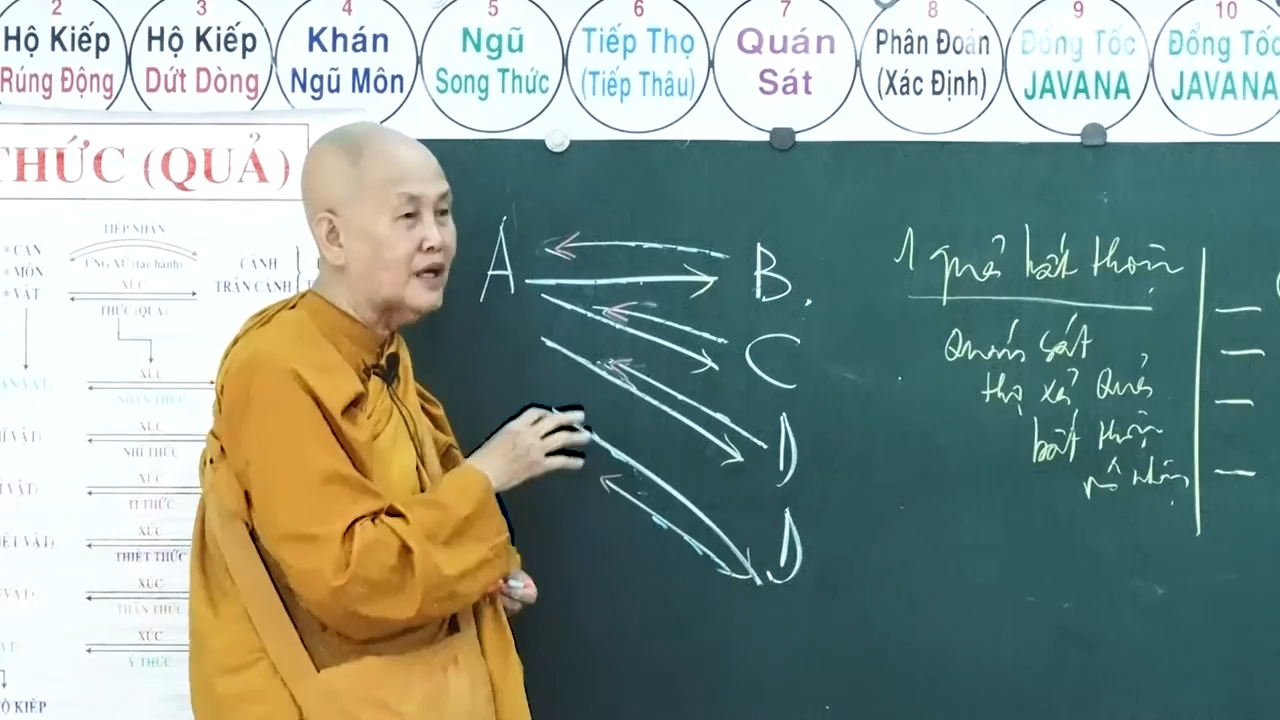 2
Hộ Kiếp
Rúng Động
3
Hộ Kiếp
Dứt Dòng
4
Khán
Ngũ Môn
5
Ngũ
Song Thức
6
Tiếp Thọ
(Tiếp Thâu)
7
Quán
Sát
8
Phân Đoán
(Xác Định)
9
Đổng Tốc
JAVANA
10
Đổng Tốc
JAVANA
THỨC (QUẢ)
TIẾP NHẬN
* CĂN
* MÔN
* VẬT
ỨNG XỬ (tác hành)
XÚC
THỨC (QUẢ)
CẢNH
TRẦN CẢNH
XÚC
NHÃN THỨC
XÚC
NHĨ THỨC
XÚC
TỈ THỨC
XÚC
THIỆT THỨC
XÚC
THÂN THỨC
XÚC
Ý THỨC
HỘ KIẾP
A
B.
C
D
D
1 quả bất thiện
Quán sát
thọ xả quả
bất thiện
vô nhân